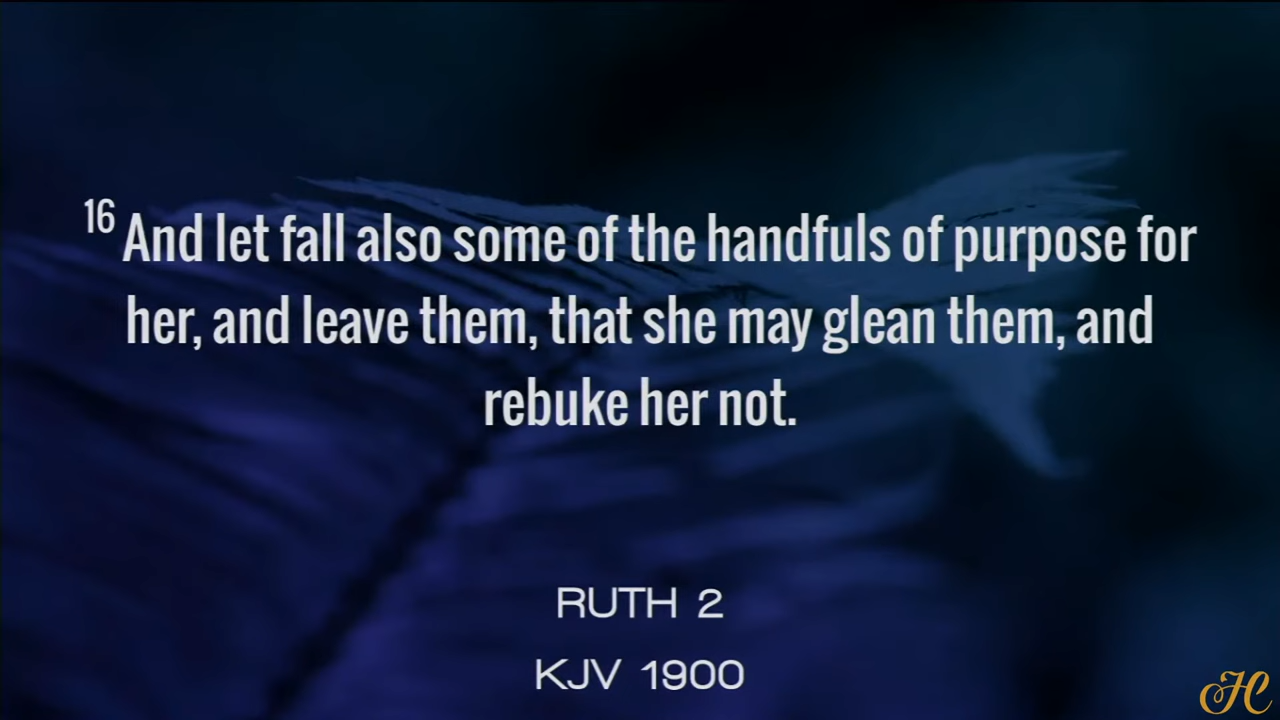 16 And let fall also some of the handfuls of purpose for
her, and leave them, that she may glean them, and
rebuke her not.
RUTH 2
KJV 1900
HC